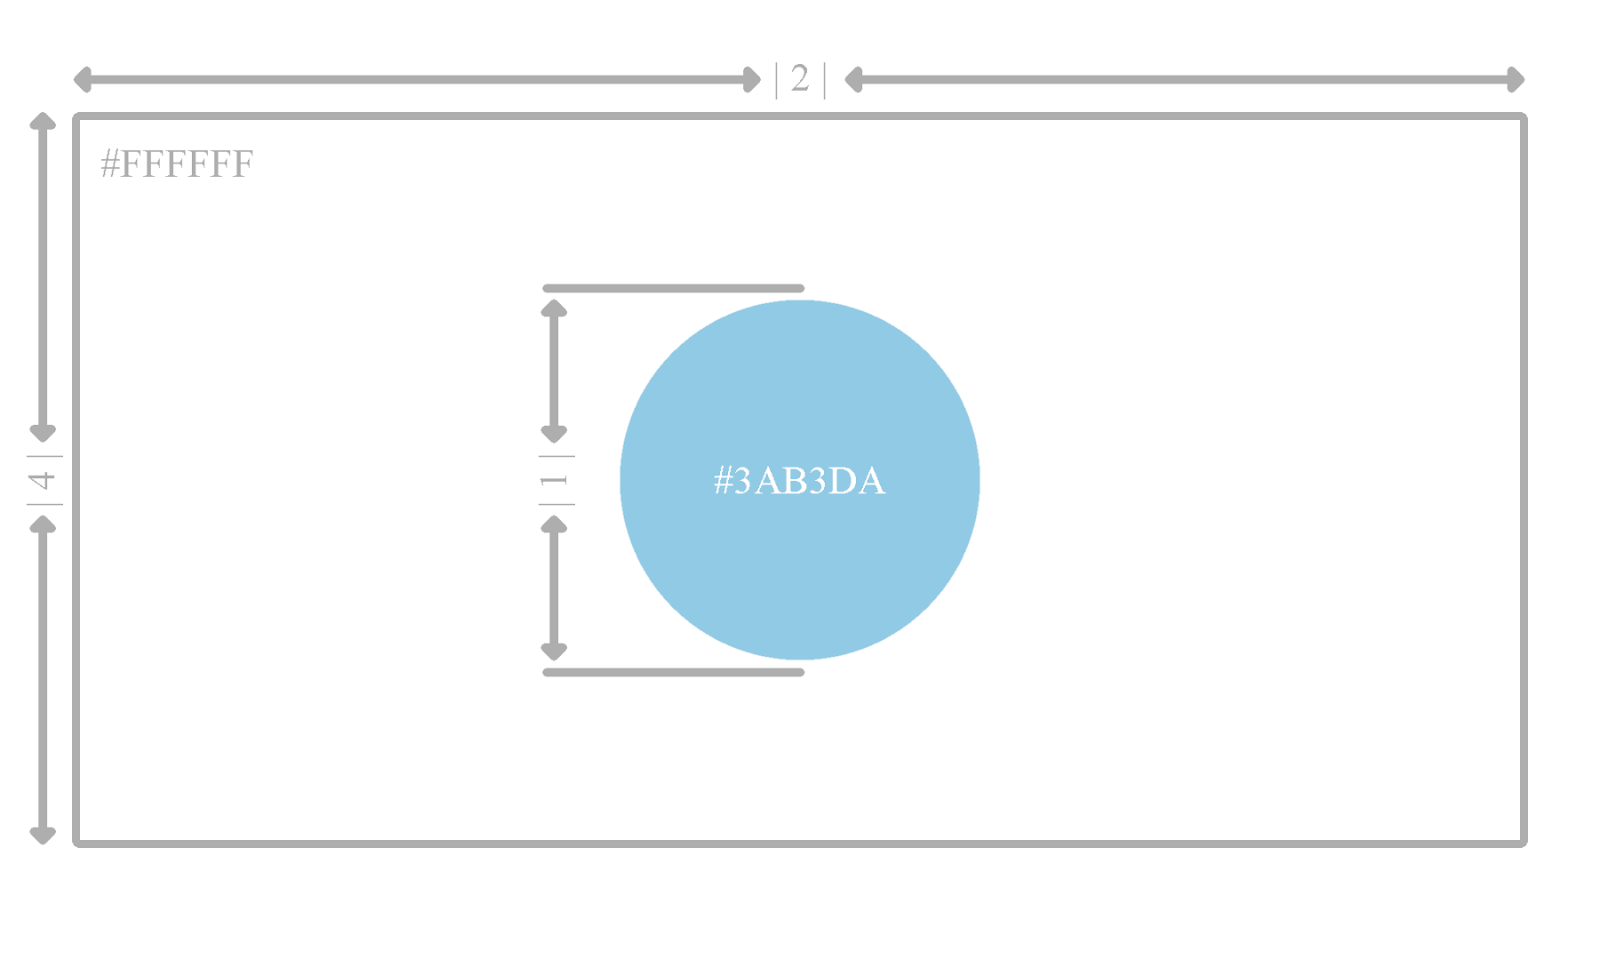 | 2 |
#FFFFFF
| 4 |
| 1 |
#3AB3DA